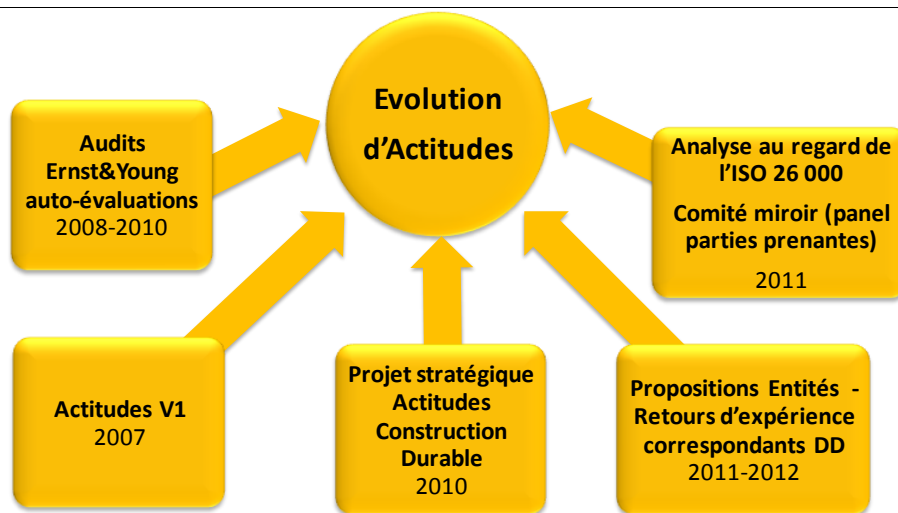 Evolution
d'Actitudes
Audits
Ernst&Young
auto-évaluations
2008-2010
Analyse au regard de
l'ISO 26 000
Comité miroir (panel
parties prenantes)
2011
Actitudes V1
2007
Projet stratégique
Actitudes
Construction
Durable
2010
Propositions Entités -
Retours d'expérience
correspondants DD
2011-2012